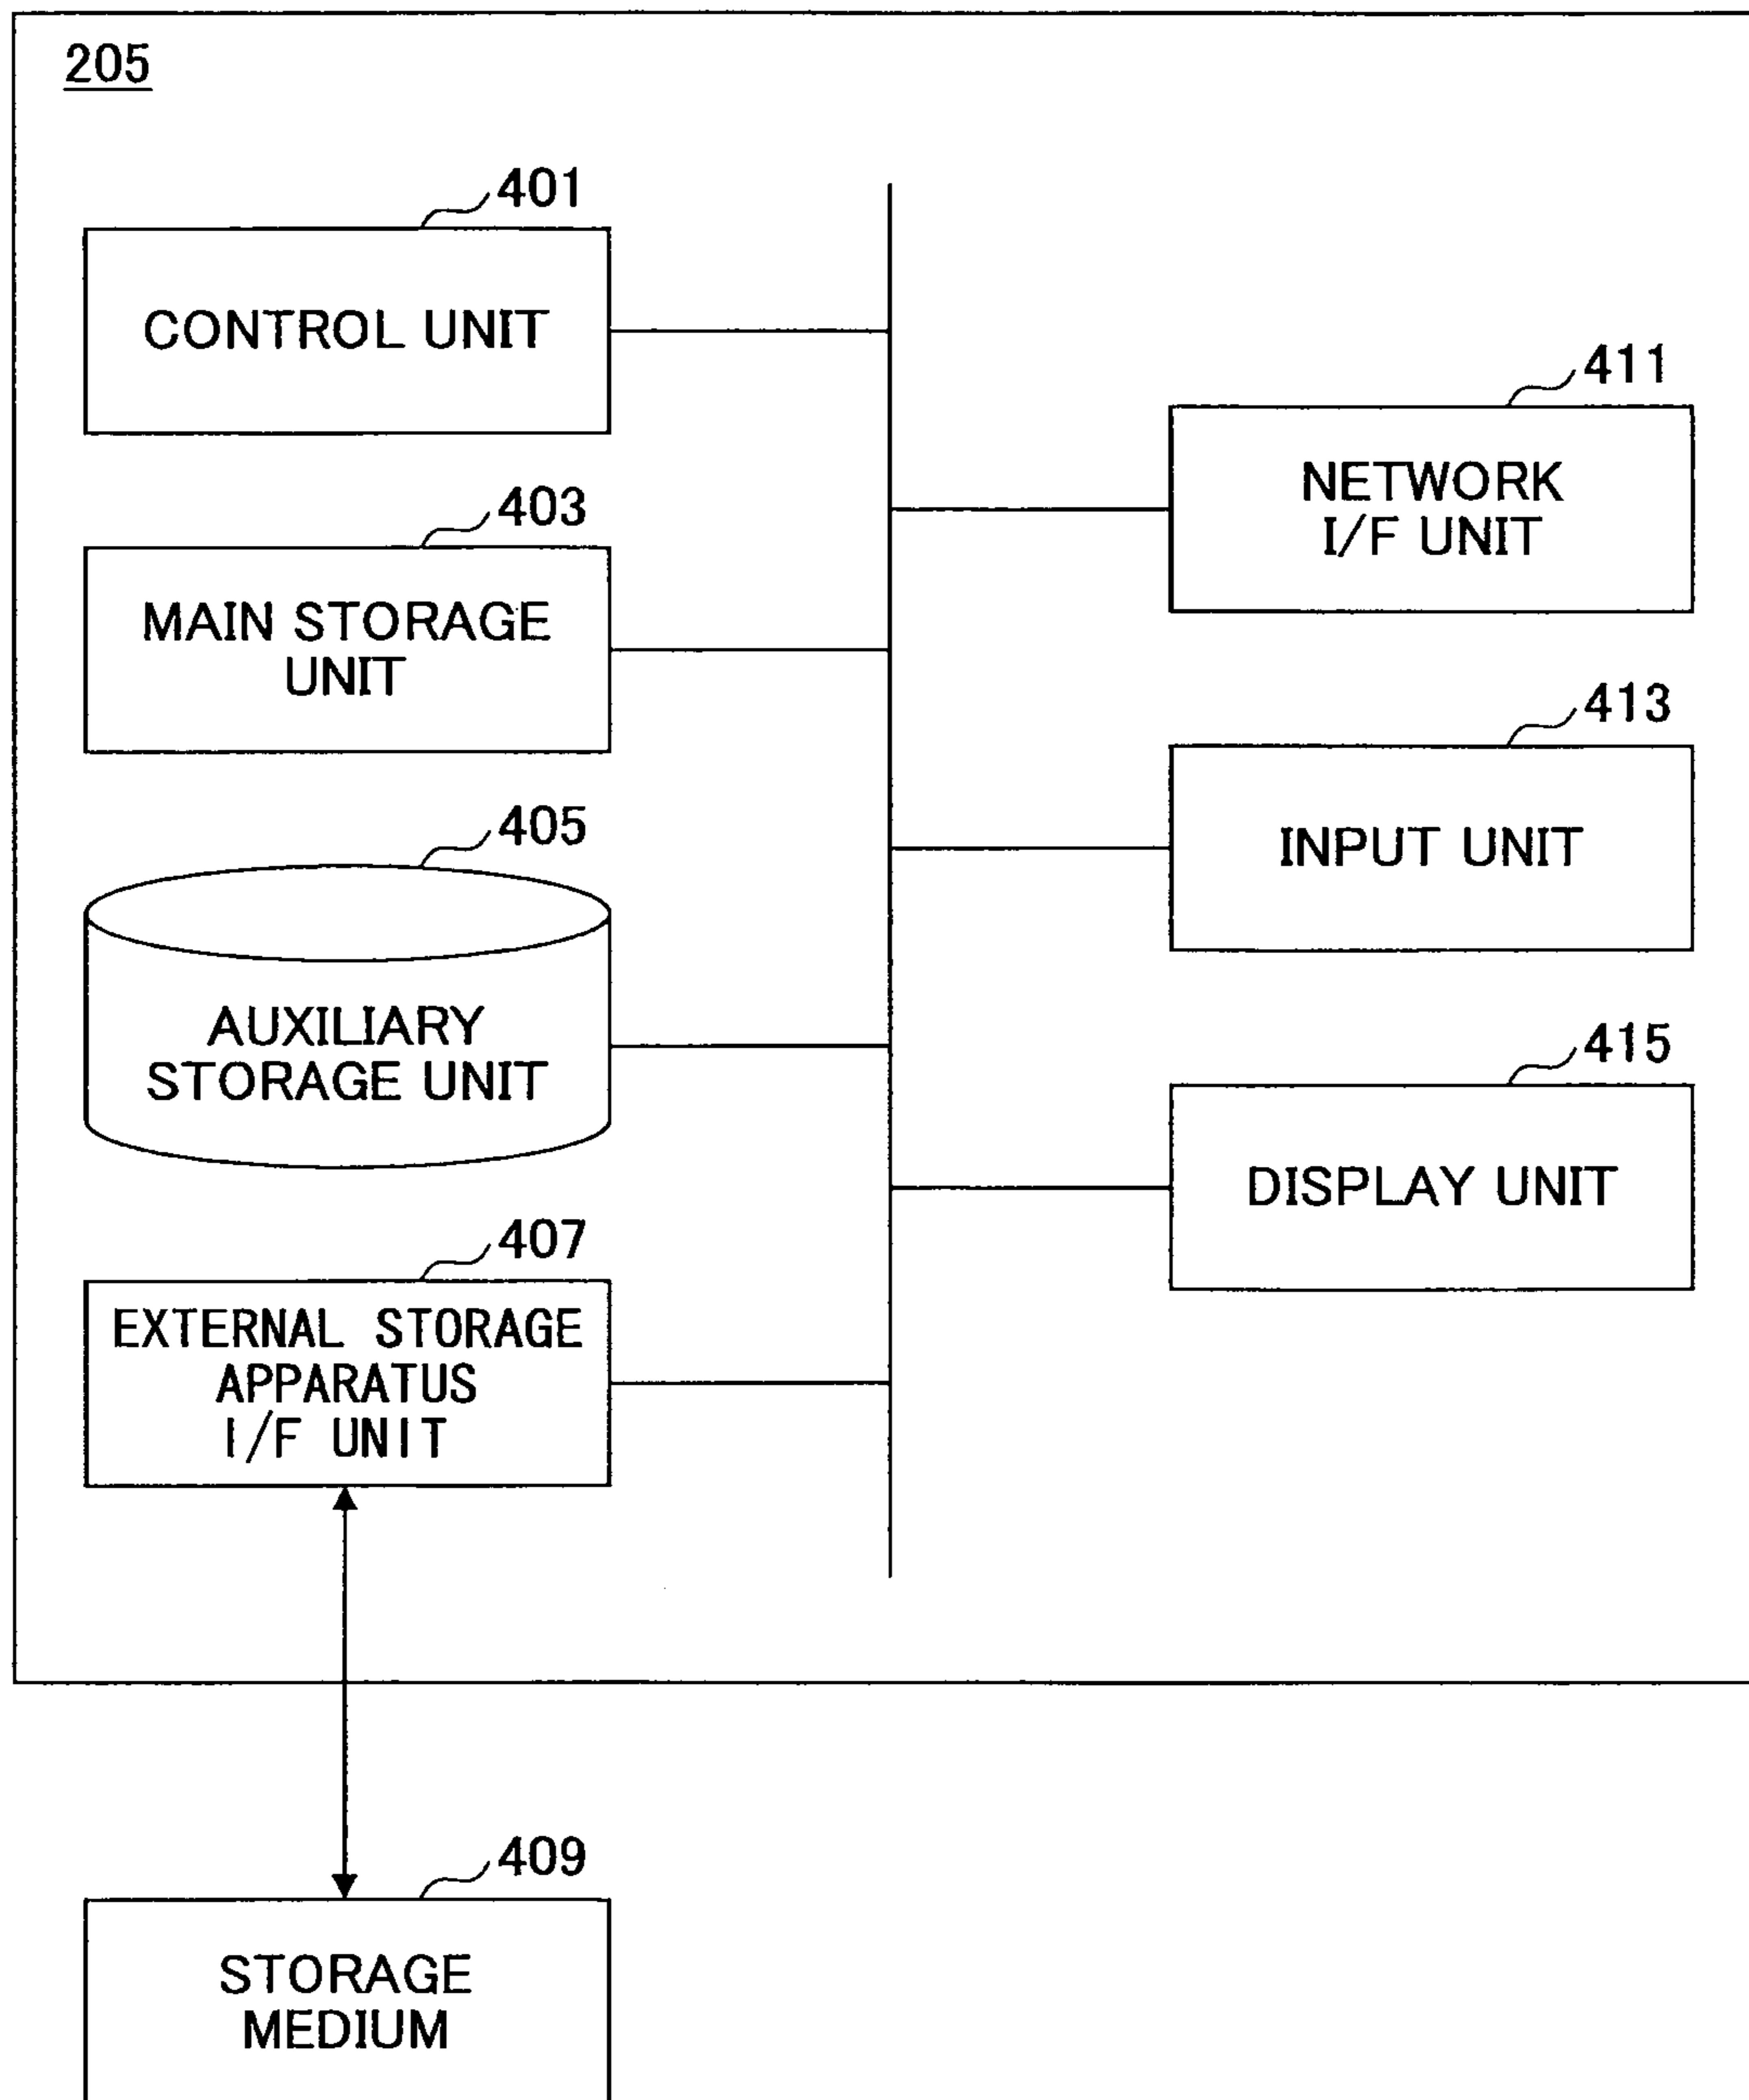 205
401
CONTROL UNIT
403
MAIN STORAGE
UNIT
405
AUXILIARY
STORAGE UNIT
407
EXTERNAL STORAGE
APPARATUS
I/F UNIT
409
STORAGE
MEDIUM
411
NETWORK
I/F UNIT
413
INPUT UNIT
415
DISPLAY UNIT